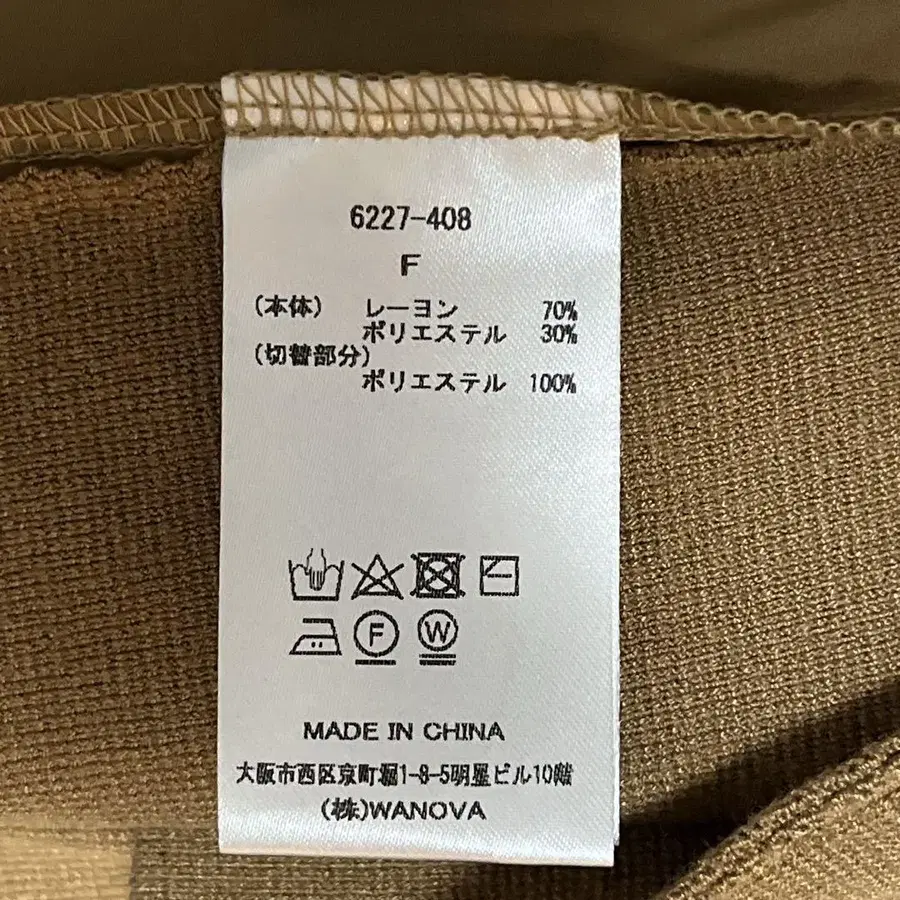 6227-408
F
(本体) レーヨン 70%
ポリエステル 30%
(切替部分)
ポリエステル 100%
F W
MADE IN CHINA
大阪市西区京町堀1-8-5明星ビル10階
(株)WANOVA